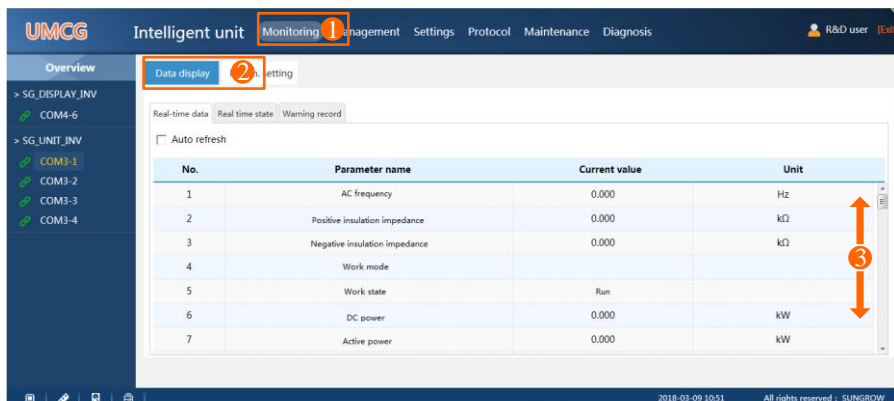 UMCG Intelligent unit Monitoring 1 anagement Settings Protocol Maintenance Diagnosis R&D user [Exi
Overview
Data display 2 . setting
> SG_DISPLAY_INV
COM4-6
> SG_UNIT_INV
COM3-1
COM3-2
COM3-3
COM3-4
Real-time data Real time state Warning record
Auto refresh
No. Parameter name Current value Unit
1 AC frequency 0.000 Hz
2 Positive insulation impedance 0.000 kΩ
3 Negative insulation impedance 0.000 kΩ
4 Work mode
5 Work state Run
6 DC power 0.000 kW
7 Active power 0.000 kW
3
2018-03-09 10:51 All rights reserved : SUNGROW